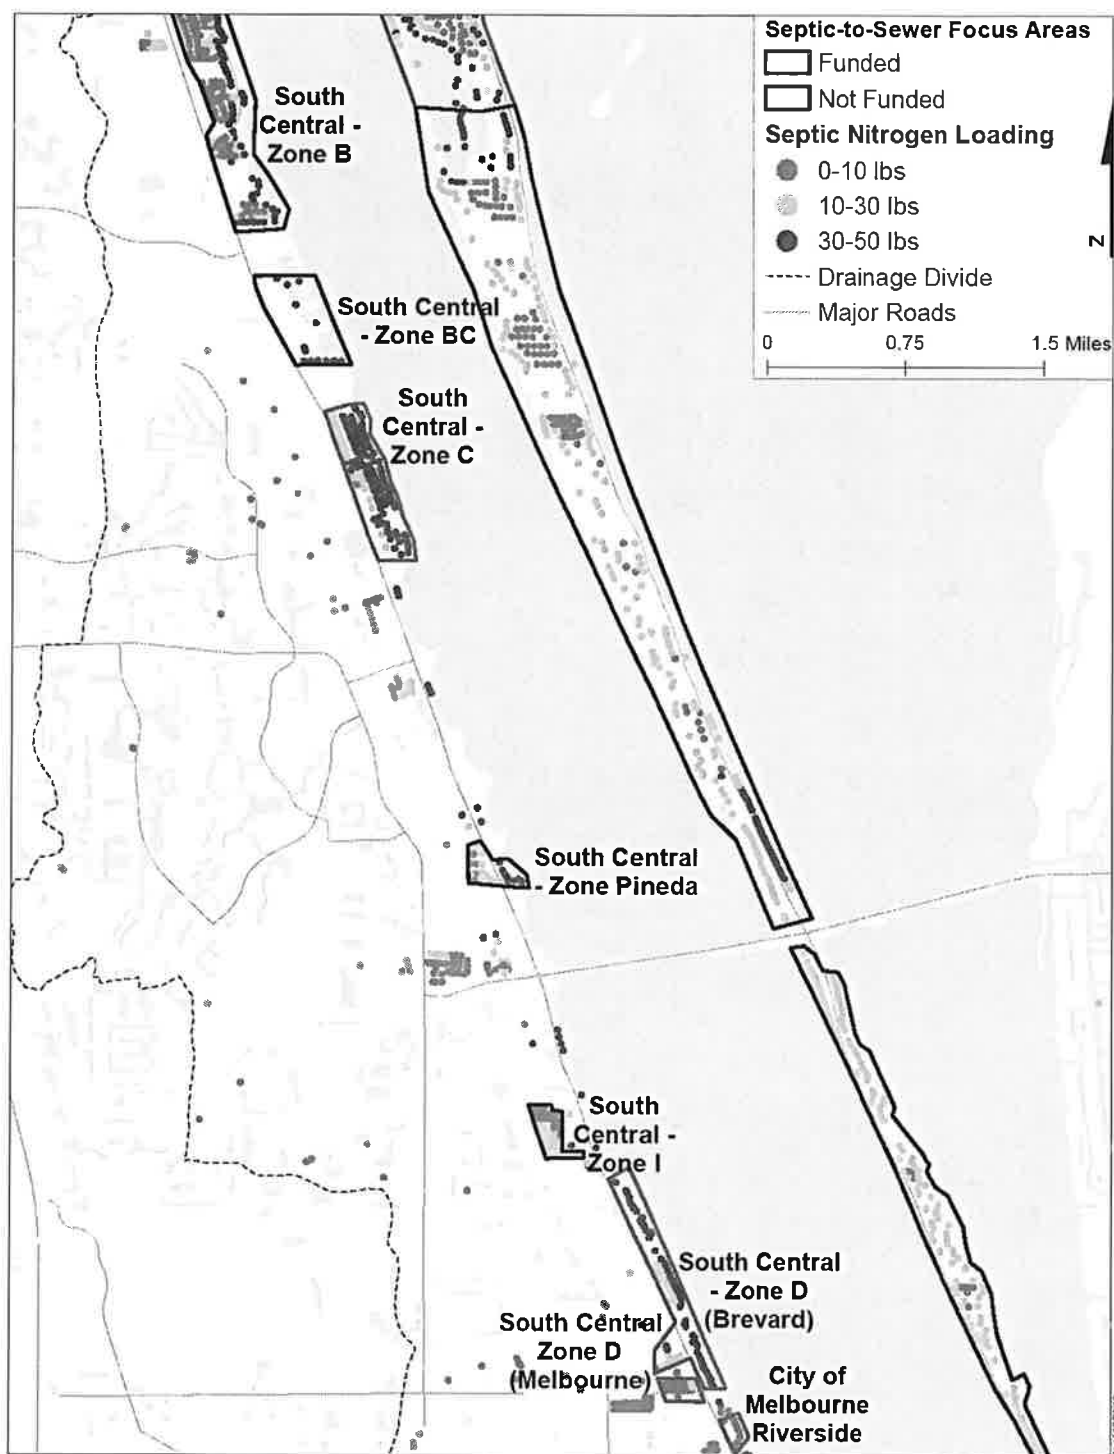 Septic-to-Sewer Focus Areas
Funded
Not Funded
Septic Nitrogen Loading
0-10 lbs
10-30 lbs
30-50 lbs
Drainage Divide
Major Roads
0 0.75 1.5 Miles
N
South
Central -
Zone B
South Central
- Zone BC
South
Central -
Zone C
South Central
- Zone Pineda
South
Central -
Zone I
South Central
- Zone D
(Brevard)
South Central
Zone D
(Melbourne)
City of
Melbourne
Riverside